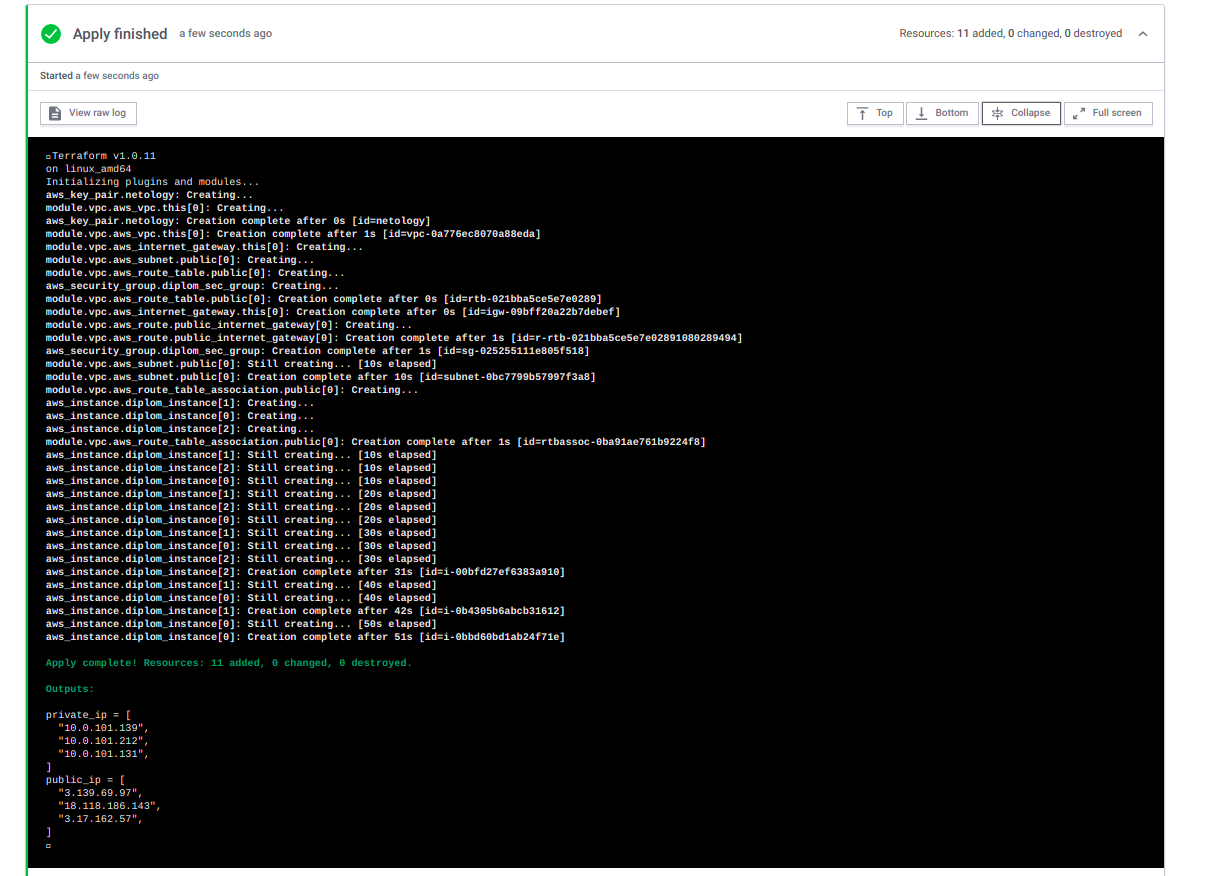 Apply finished a few seconds ago Resources: 11 added, 0 changed, 0 destroyed
Started a few seconds ago
View raw log Top Bottom Collapse Full screen
Terraform v1.0.11
on linux_amd64
Initializing plugins and modules...
aws_key_pair.netology: Creating...
module.vpc.aws_vpc.this[0]: Creating...
aws_key_pair.netology: Creation complete after 0s [id=netology]
module.vpc.aws_vpc.this[0]: Creation complete after 1s [id=vpc-0a776ec8070a88eda]
module.vpc.aws_internet_gateway.this[0]: Creating...
module.vpc.aws_subnet.public[0]: Creating...
module.vpc.aws_route_table.public[0]: Creating...
aws_security_group.diplom_sec_group: Creating...
module.vpc.aws_route_table.public[0]: Creation complete after 0s [id=rtb-021bba5ce5e7e0289]
module.vpc.aws_internet_gateway.this[0]: Creation complete after 0s [id=igw-09bff20a22b7debef]
module.vpc.aws_route.public_internet_gateway[0]: Creating...
module.vpc.aws_route.public_internet_gateway[0]: Creation complete after 1s [id=r-rtb-021bba5ce5e7e02891080289494]
aws_security_group.diplom_sec_group: Creation complete after 1s [id=sg-025255111e805f518]
module.vpc.aws_subnet.public[0]: Still creating... [10s elapsed]
module.vpc.aws_subnet.public[0]: Creation complete after 10s [id=subnet-0bc7799b57997f3a8]
module.vpc.aws_route_table_association.public[0]: Creating...
aws_instance.diplom_instance[1]: Creating...
aws_instance.diplom_instance[0]: Creating...
aws_instance.diplom_instance[2]: Creating...
module.vpc.aws_route_table_association.public[0]: Creation complete after 1s [id=rtbassoc-0ba91ae761b9224f8]
aws_instance.diplom_instance[1]: Still creating... [10s elapsed]
aws_instance.diplom_instance[2]: Still creating... [10s elapsed]
aws_instance.diplom_instance[0]: Still creating... [10s elapsed]
aws_instance.diplom_instance[1]: Still creating... [20s elapsed]
aws_instance.diplom_instance[2]: Still creating... [20s elapsed]
aws_instance.diplom_instance[0]: Still creating... [20s elapsed]
aws_instance.diplom_instance[1]: Still creating... [30s elapsed]
aws_instance.diplom_instance[0]: Still creating... [30s elapsed]
aws_instance.diplom_instance[2]: Still creating... [30s elapsed]
aws_instance.diplom_instance[2]: Creation complete after 31s [id=i-00bfd27ef6383a910]
aws_instance.diplom_instance[1]: Still creating... [40s elapsed]
aws_instance.diplom_instance[0]: Still creating... [40s elapsed]
aws_instance.diplom_instance[1]: Creation complete after 42s [id=i-0b4305b6abcb31612]
aws_instance.diplom_instance[0]: Still creating... [50s elapsed]
aws_instance.diplom_instance[0]: Creation complete after 51s [id=i-0bbd60bd1ab24f71e]
Apply complete! Resources: 11 added, 0 changed, 0 destroyed.
Outputs:
private_ip = [
"10.0.101.139",
"10.0.101.212",
"10.0.101.131",
]
public_ip = [
"3.139.69.97",
"18.118.186.143",
"3.17.162.57",
]